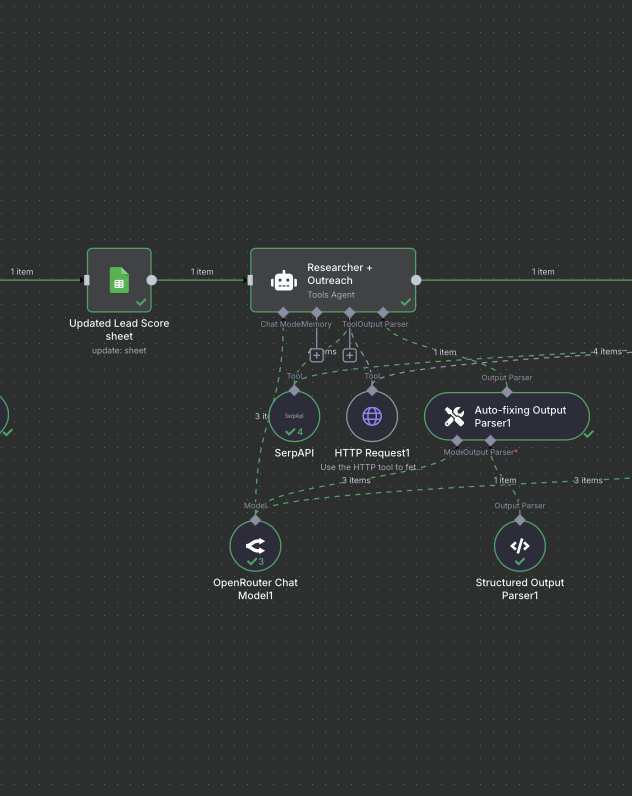 1 item
1 item
1 item
Researcher +
Outreach
Tools Agent
Updated Lead Score
sheet
update: sheet
Chat Model
Memory
Tool
Output Parser
1 item
4 items
Tool
Tool
Output Parser
SerpApi
4
SerpAPI
HTTP Request1
Use the HTTP tool to fet...
Auto-fixing Output
Parser1
Model
Output Parser*
3 items
1 item
3 items
Model
Output Parser
3
OpenRouter Chat
Model1
Structured Output
Parser1